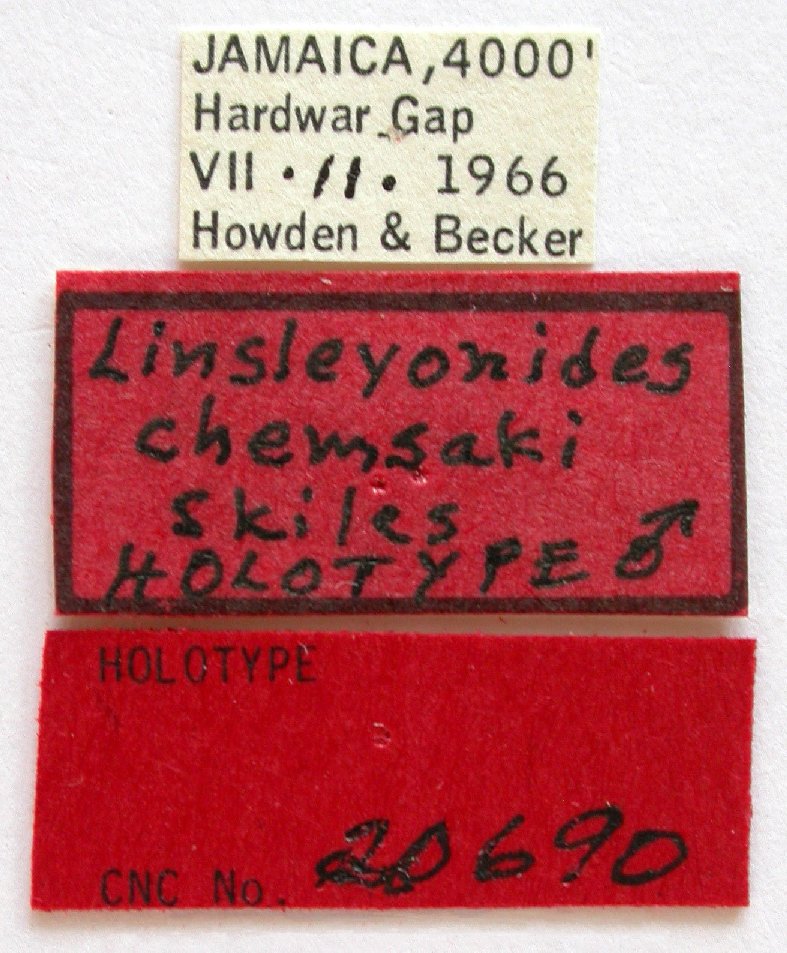 JAMAICA, 4000'
Hardwar Gap
VII · 11 . 1966
Howden & Becker
Linsleyonides
chemsaki
skiles
HOLOTYPE ♂
HOLOTYPE
CNC No. 20690